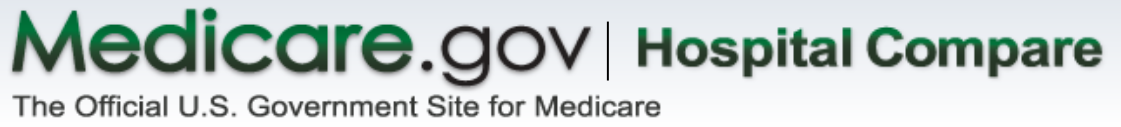 Medicare.gov | Hospital Compare
The Official U.S. Government Site for Medicare